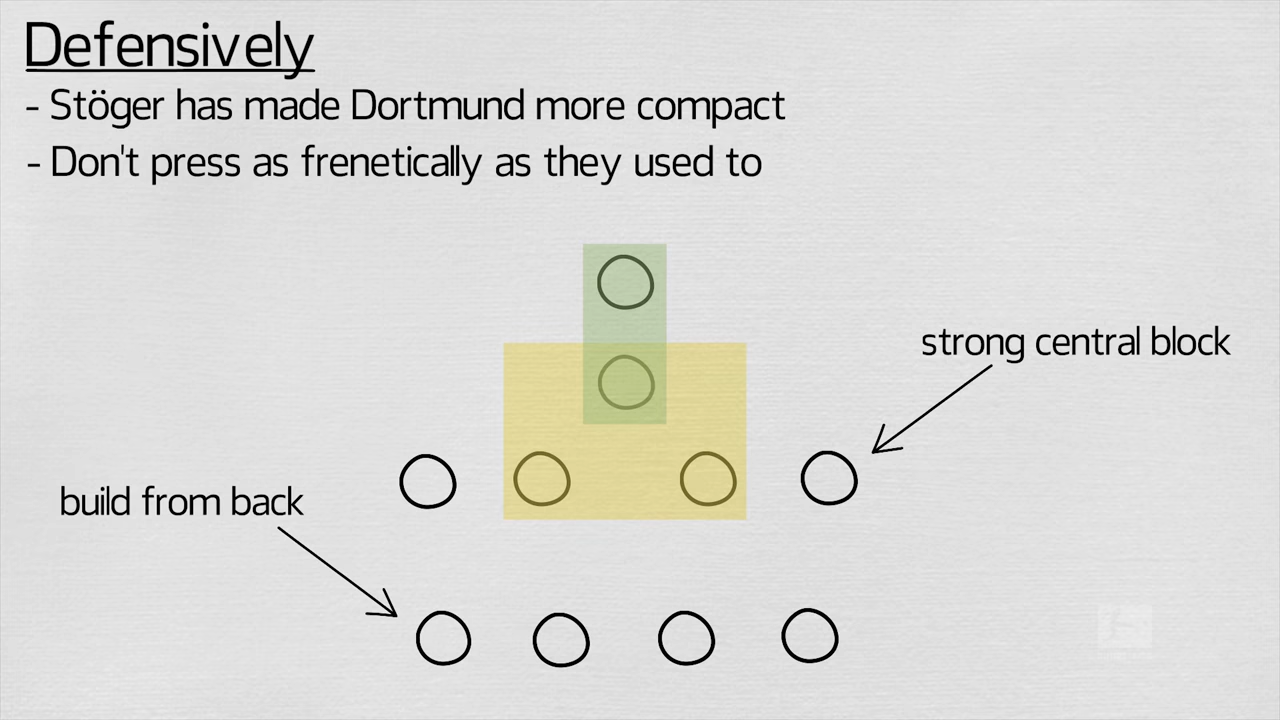 Defensively
- Stöger has made Dortmund more compact
- Don't press as frenetically as they used to
strong central block
build from back